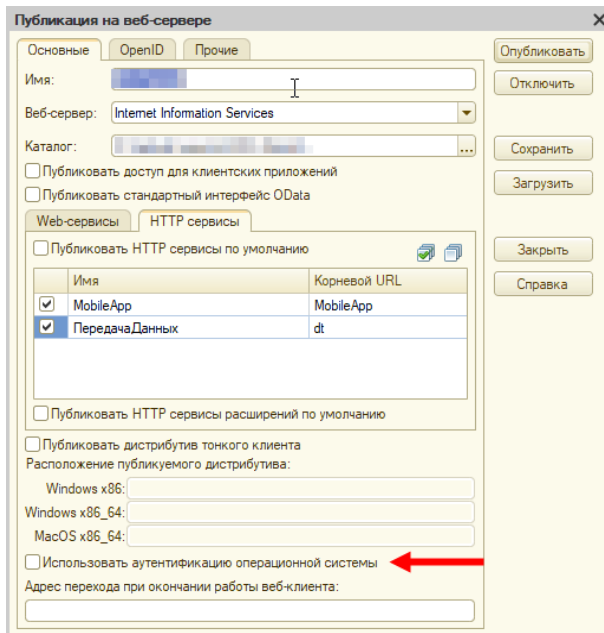 Публикация на веб-сервере
Основные OpenID Прочие
Опубликовать
Имя:
Отключить
Веб-сервер: Internet Information Services
Каталог: ...
Сохранить
Публиковать доступ для клиентских приложений
Загрузить
Публиковать стандартный интерфейс OData
Web-сервисы HTTP сервисы
Публиковать HTTP сервисы по умолчанию
Закрыть
Имя Корневой URL
Справка
MobileApp MobileApp
ПередачаДанных dt
Публиковать HTTP сервисы расширений по умолчанию
Публиковать дистрибутив тонкого клиента
Расположение публикуемого дистрибутива:
Windows x86:
Windows x86_64:
MacOS x86_64:
Использовать аутентификацию операционной системы
Адрес перехода при окончании работы веб-клиента: